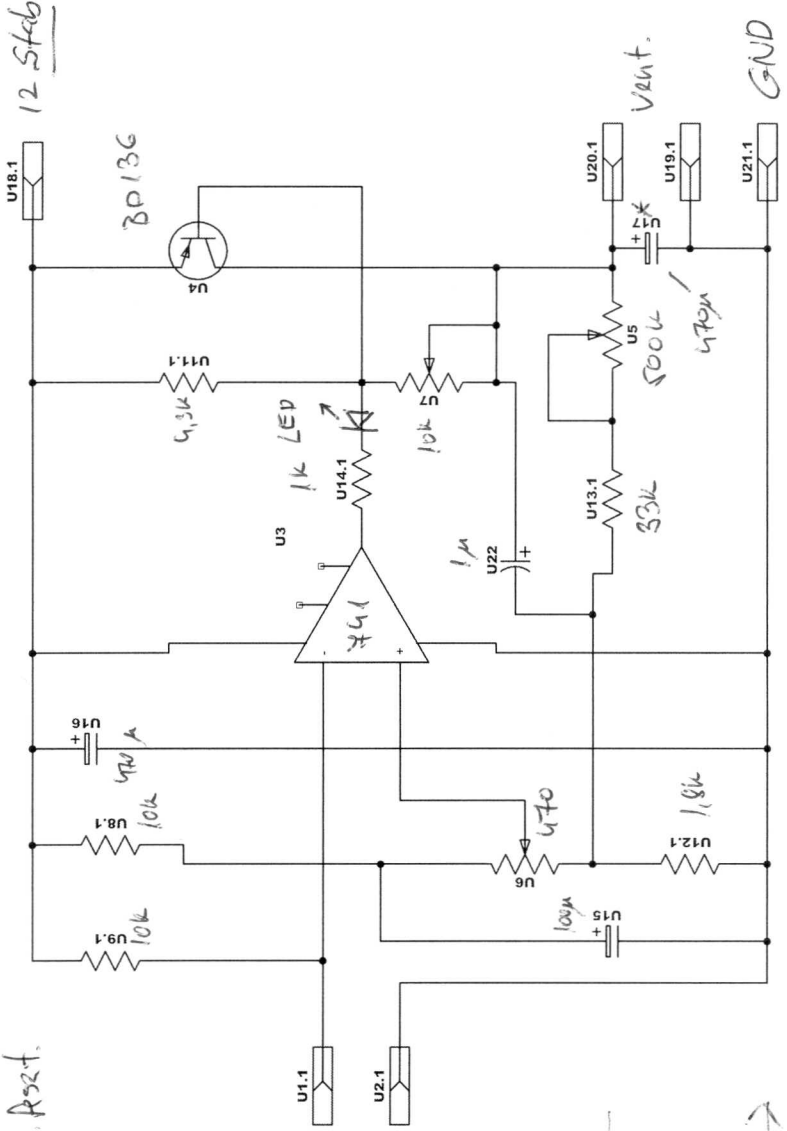 12 Stab
U18.1
BD136
U4
U11.1
4,3K
LED
1K
U14.1
U7
10k
U3
741
-
+
1µ
U22
+
Vent.
U20.1
U19.1
GND
U21.1
U17
*
+
470µ
U5
500K
U13.1
33K
U16
+
470 µ
U8.1
10k
U9.1
10K
U6
470
U12.1
1,8k
U15
+
100µ
U1.1
U2.1